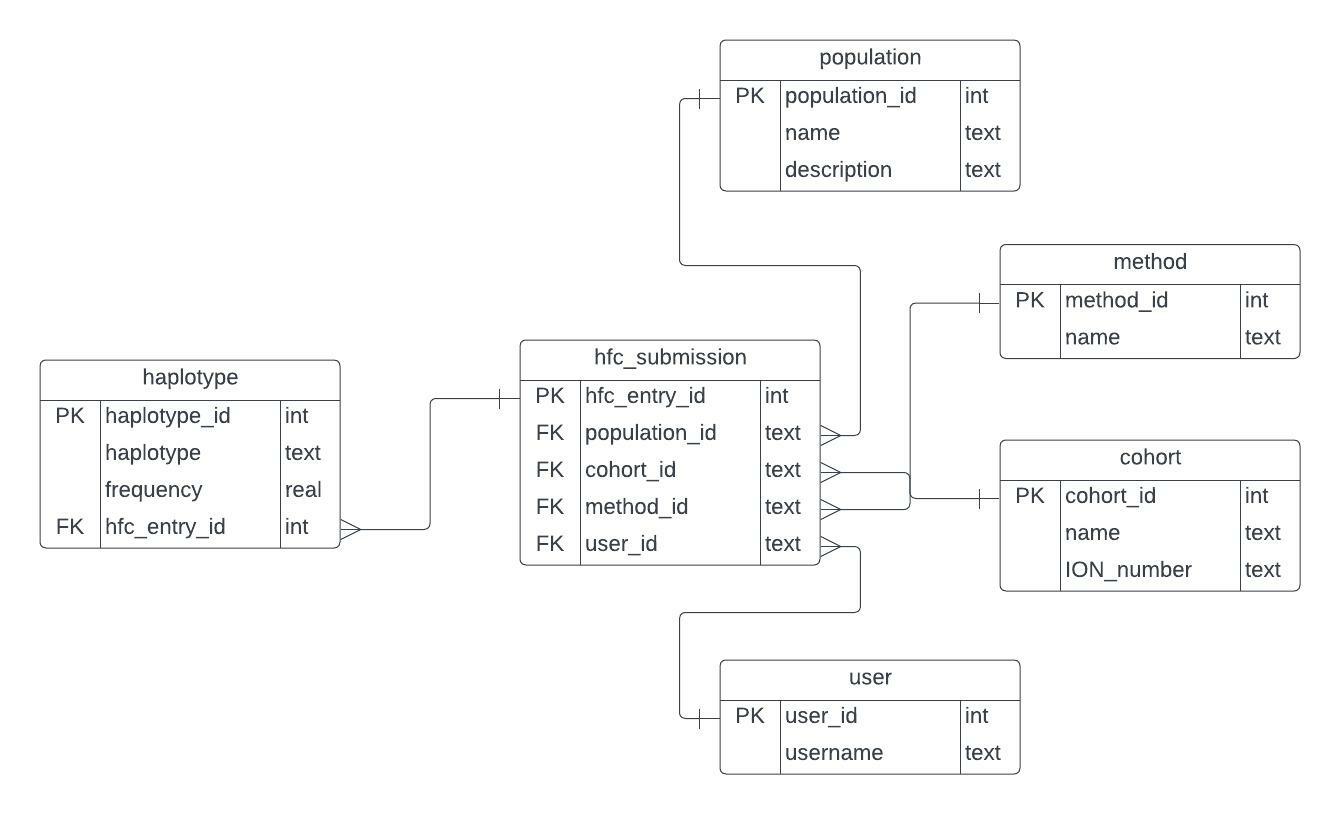 population
PK population_id int
name text
description text
method
PK method_id int
name text
haplotype
PK haplotype_id int
haplotype text
frequency real
FK hfc_entry_id int
hfc_submission
PK hfc_entry_id int
FK population_id text
FK cohort_id text
FK method_id text
FK user_id text
cohort
PK cohort_id int
name text
ION_number text
user
PK user_id int
username text